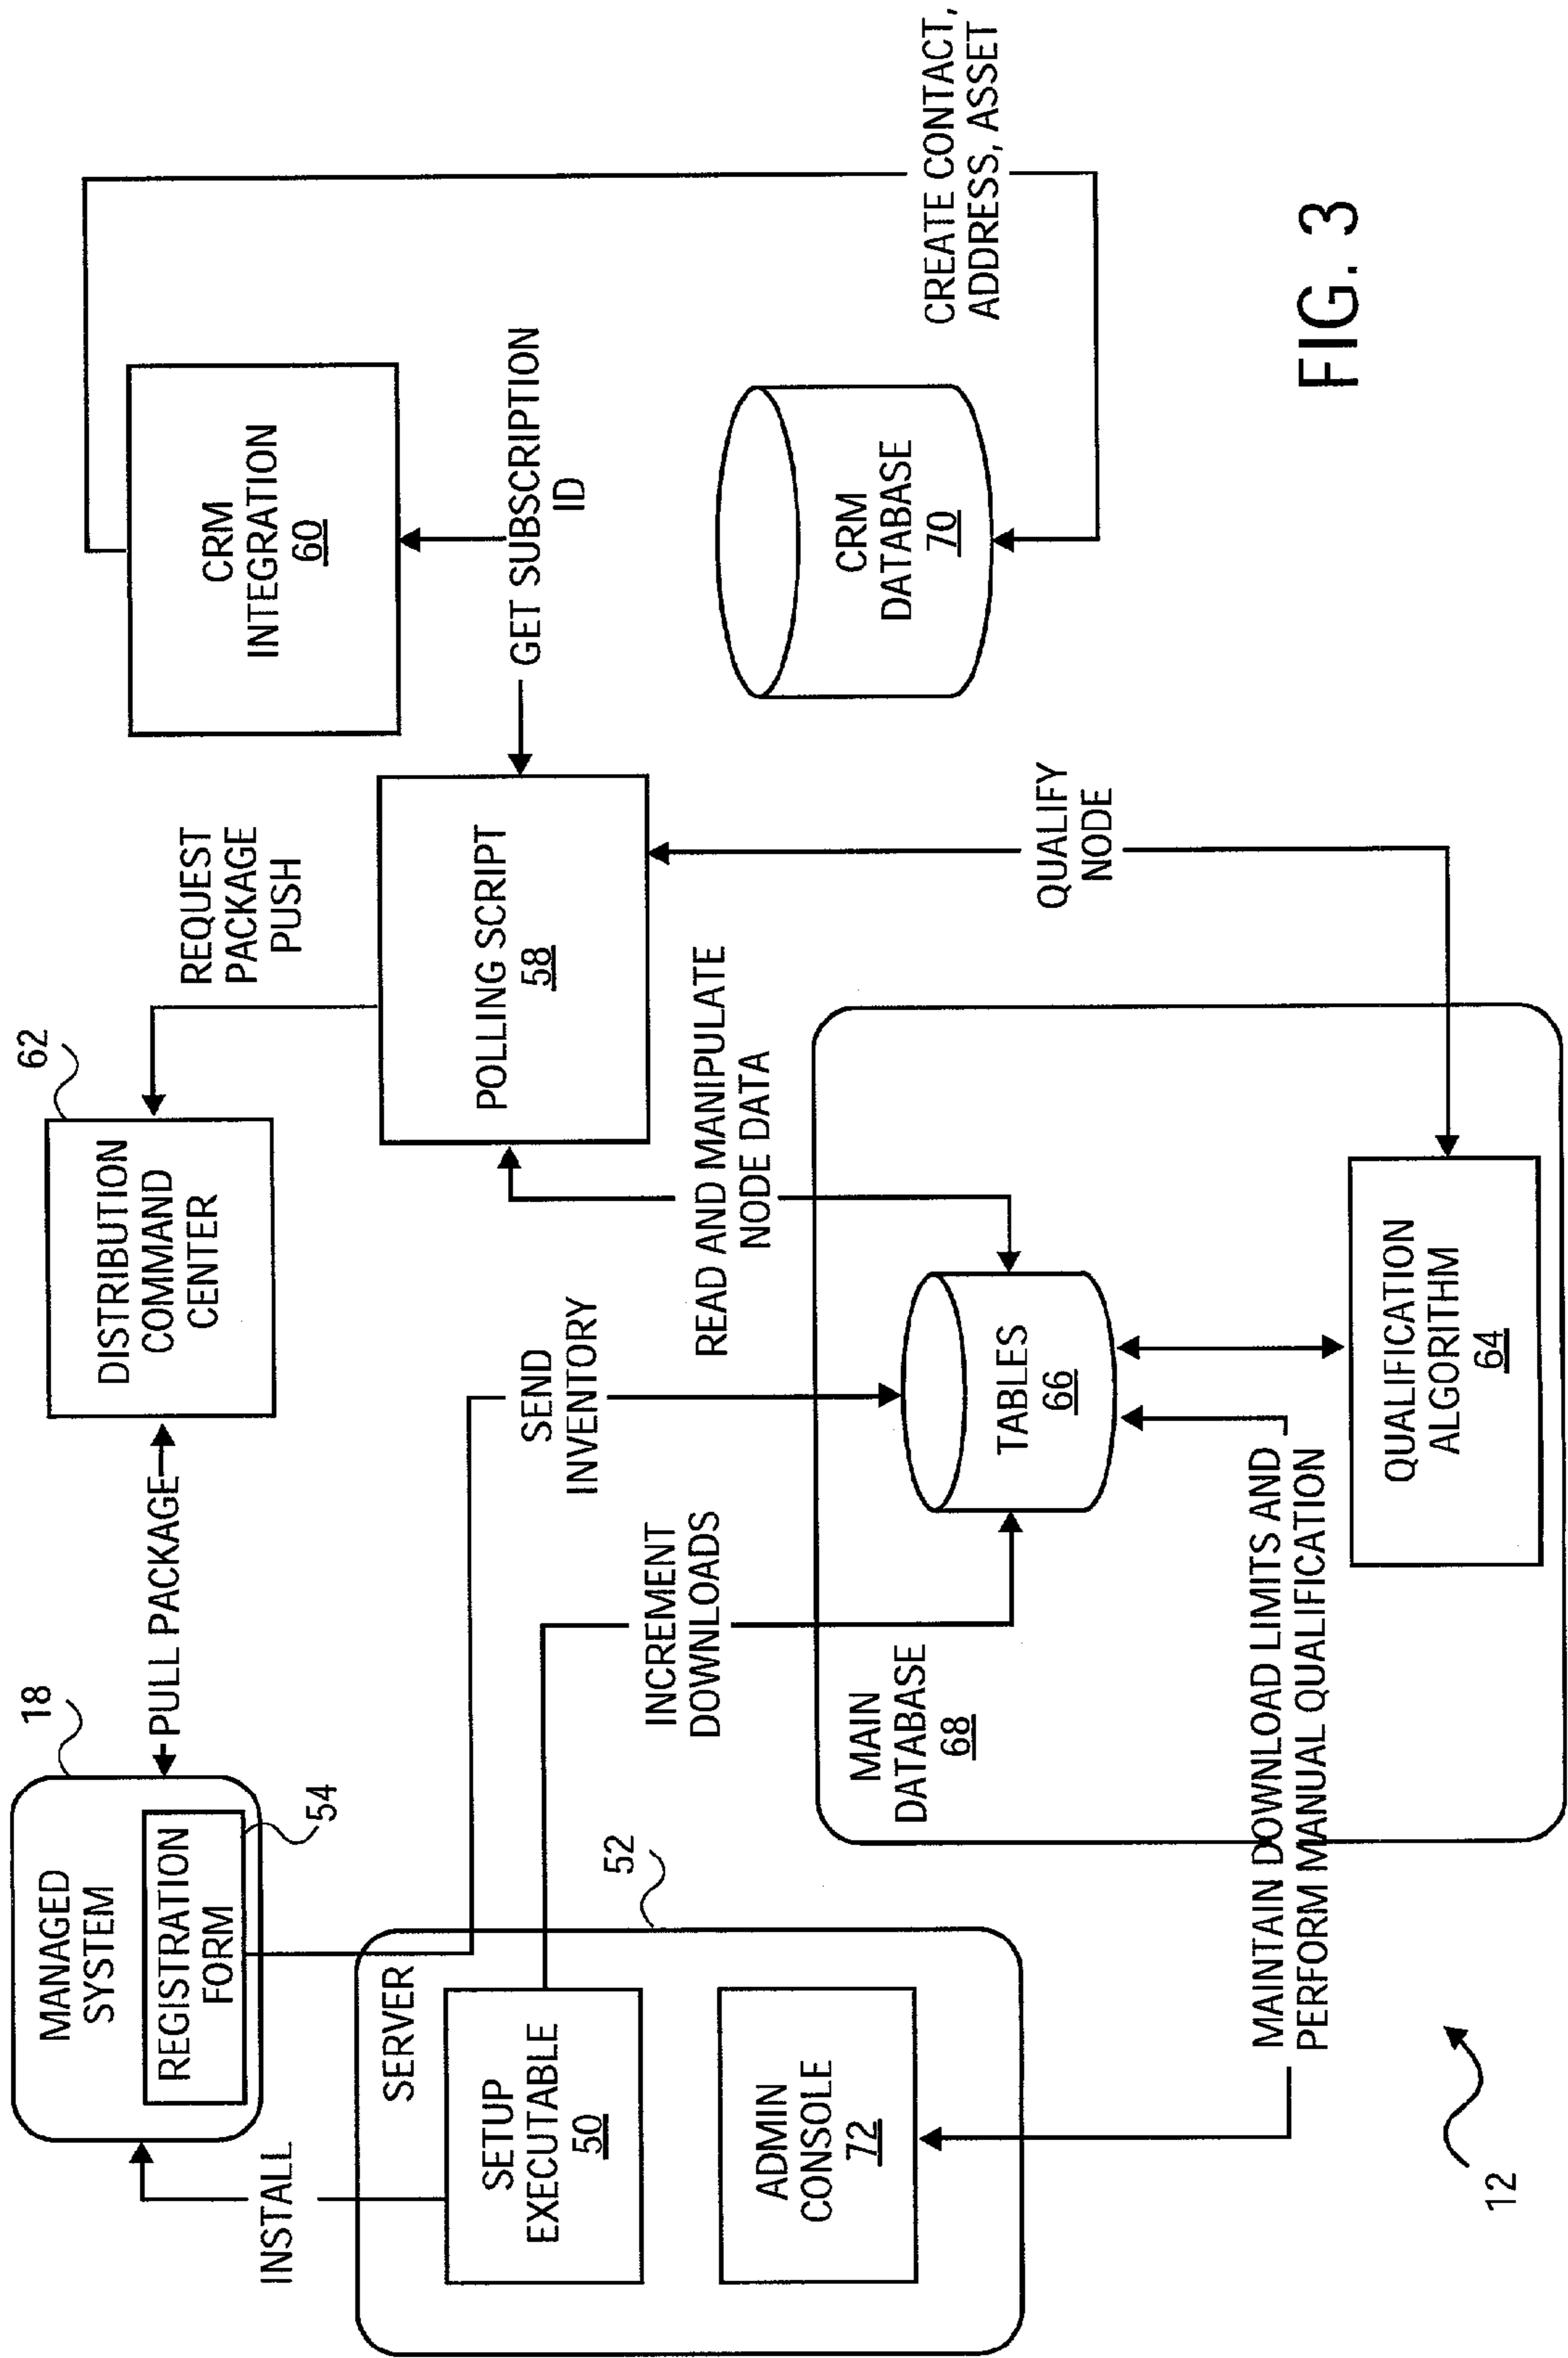 18
MANAGED
SYSTEM
REGISTRATION
FORM
54
PULL PACKAGE
62
DISTRIBUTION
COMMAND
CENTER
REQUEST
PACKAGE
PUSH
CRM
INTEGRATION
60
INSTALL
52
SERVER
SETUP
EXECUTABLE
50
ADMIN
CONSOLE
72
SEND
INVENTORY
INCREMENT
DOWNLOADS
POLLING SCRIPT
58
GET SUBSCRIPTION
ID
READ AND MANIPULATE
NODE DATA
CRM
DATABASE
70
CREATE CONTACT,
ADDRESS, ASSET
MAIN
DATABASE
68
TABLES
66
QUALIFY
NODE
QUALIFICATION
ALGORITHM
64
MAINTAIN DOWNLOAD LIMITS AND
PERFORM MANUAL QUALIFICATION
12
FIG. 3